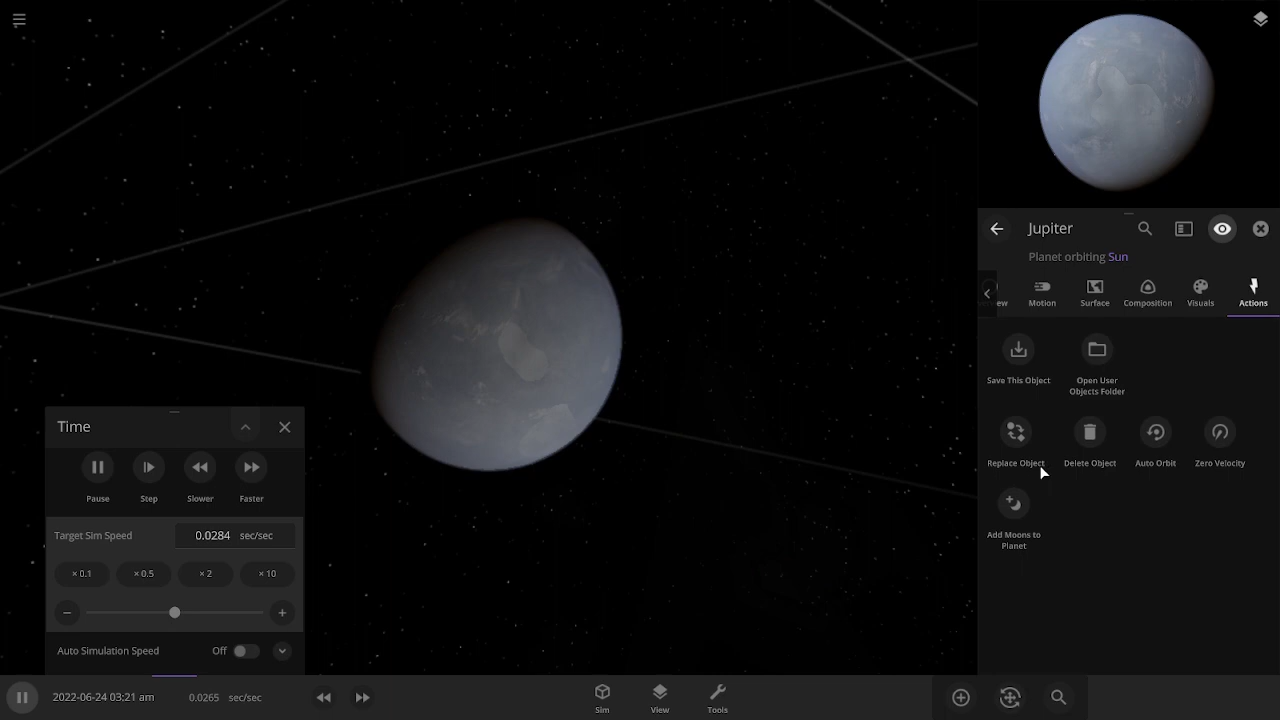 Jupiter
Planet orbiting Sun
Motion
Surface
Composition
Visuals
Actions
Save This Object
Open User
Objects Folder
Replace Object
Delete Object
Auto Orbit
Zero Velocity
Add Moons to
Planet
Time
Pause
Step
Slower
Faster
Target Sim Speed
0.0284 sec/sec
× 0.1
× 0.5
× 2
× 10
Auto Simulation Speed
Off
2022-06-24 03:21 am
0.0265 sec/sec
Sim
View
Tools